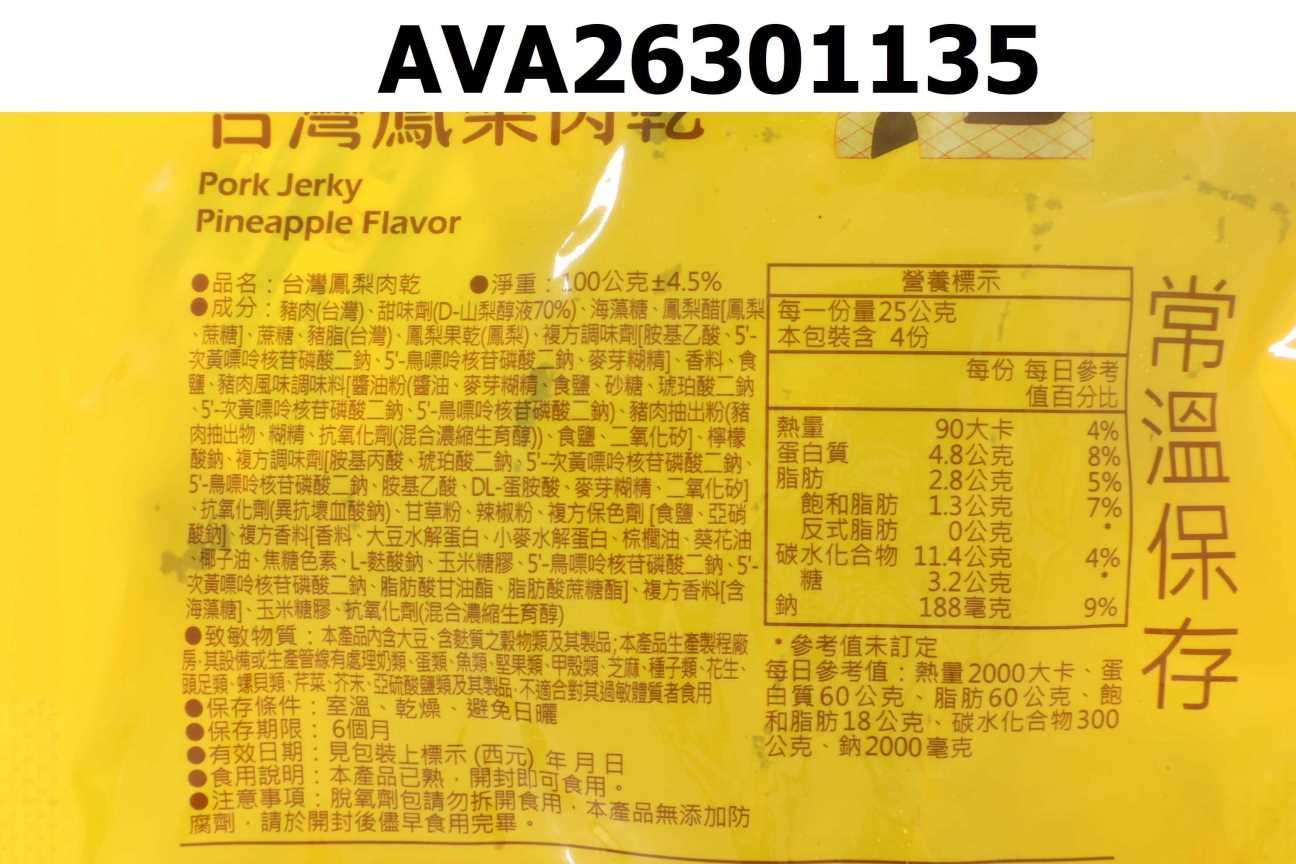 AVA26301135
台灣鳳梨肉乾
Pork Jerky
Pineapple Flavor
●品名：台灣鳳梨肉乾 ●淨重：100公克±4.5%
●成分：豬肉(台灣)、甜味劑(D-山梨醇液70%)、海藻糖、鳳梨醋[鳳梨
、蔗糖]、蔗糖、豬脂(台灣)、鳳梨果乾(鳳梨)、複方調味劑[胺基乙酸、5'-
次黃嘌呤核苷磷酸二鈉、5'-鳥嘌呤核苷磷酸二鈉、麥芽糊精]、香料、食
鹽、豬肉風味調味料[醬油粉(醬油、麥芽糊精、食鹽、砂糖、琥珀酸二鈉
、5'-次黃嘌呤核苷磷酸二鈉、5'-鳥嘌呤核苷磷酸二鈉)、豬肉抽出粉(豬
肉抽出物、糊精、抗氧化劑(混合濃縮生育醇))、食鹽、二氧化矽]、檸檬
酸鈉、複方調味劑[胺基丙酸、琥珀酸二鈉、5'-次黃嘌呤核苷磷酸二鈉、
5'-鳥嘌呤核苷磷酸二鈉、胺基乙酸、DL-蛋胺酸、麥芽糊精、二氧化矽]
、抗氧化劑(異抗壞血酸鈉)、甘草粉、辣椒粉、複方保色劑 [食鹽、亞硝
酸鈉]、複方香料[香料、大豆水解蛋白、小麥水解蛋白、棕櫚油、葵花油
、椰子油、焦糖色素、L-麩酸鈉、玉米糖膠、5'-鳥嘌呤核苷磷酸二鈉、5'-
次黃嘌呤核苷磷酸二鈉、脂肪酸甘油酯、脂肪酸蔗糖酯]、複方香料[含
海藻糖]、玉米糖膠、抗氧化劑(混合濃縮生育醇)
●致敏物質：本產品內含大豆、含麩質之穀物類及其製品;本產品生產製程廠
房，其設備或生產管線有處理奶類、蛋類、魚類、堅果類、甲殼類、芝麻、種子類、花生、
頭足類、螺貝類、芹菜、芥末、亞硫酸鹽類及其製品，不適合對其過敏體質者食用
●保存條件：室溫、乾燥、避免日曬
●保存期限：6個月
●有效日期：見包裝上標示 (西元) 年 月 日
●食用說明：本產品已熟，開封即可食用。
●注意事項：脫氧劑包請勿拆開食用，本產品無添加防
腐劑，請於開封後儘早食用完畢。
營養標示
每一份量25公克
本包裝含 4份
每份 每日參考
值百分比
熱量 90大卡 4%
蛋白質 4.8公克 8%
脂肪 2.8公克 5%
飽和脂肪 1.3公克 7%
反式脂肪 0公克 *
碳水化合物 11.4公克 4%
糖 3.2公克 *
鈉 188毫克 9%
*參考值未訂定
每日參考值：熱量2000大卡、蛋
白質60公克、脂肪60公克、飽
和脂肪18公克、碳水化合物300
公克、鈉2000毫克
常溫保存